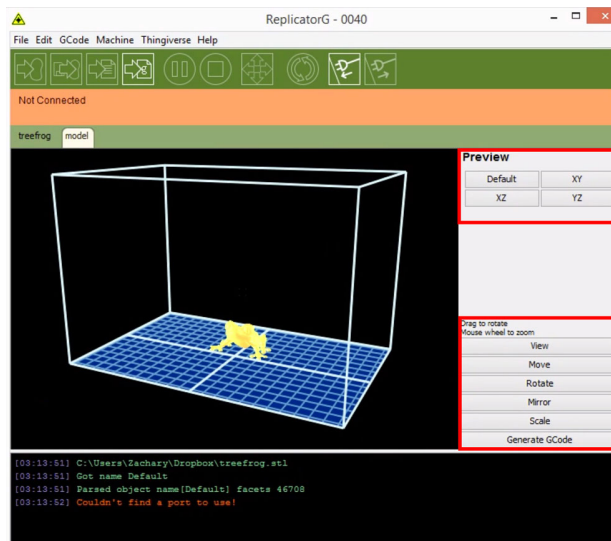 ReplicatorG - 0040
File Edit GCode Machine Thingiverse Help
Not Connected
treefrog model
Preview
Default XY
XZ YZ
Drag to rotate
Mouse wheel to zoom
View
Move
Rotate
Mirror
Scale
Generate GCode
[03:13:51] C:\Users\Zachary\Dropbox\treefrog.stl
[03:13:51] Got name Default
[03:13:51] Parsed object name[Default] facets 46708
[03:13:52] Couldn't find a port to use!